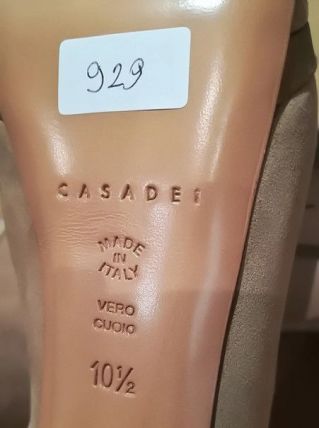 929
CASADEI
MADE
IN
ITALY
VERO
CUOIO
10½